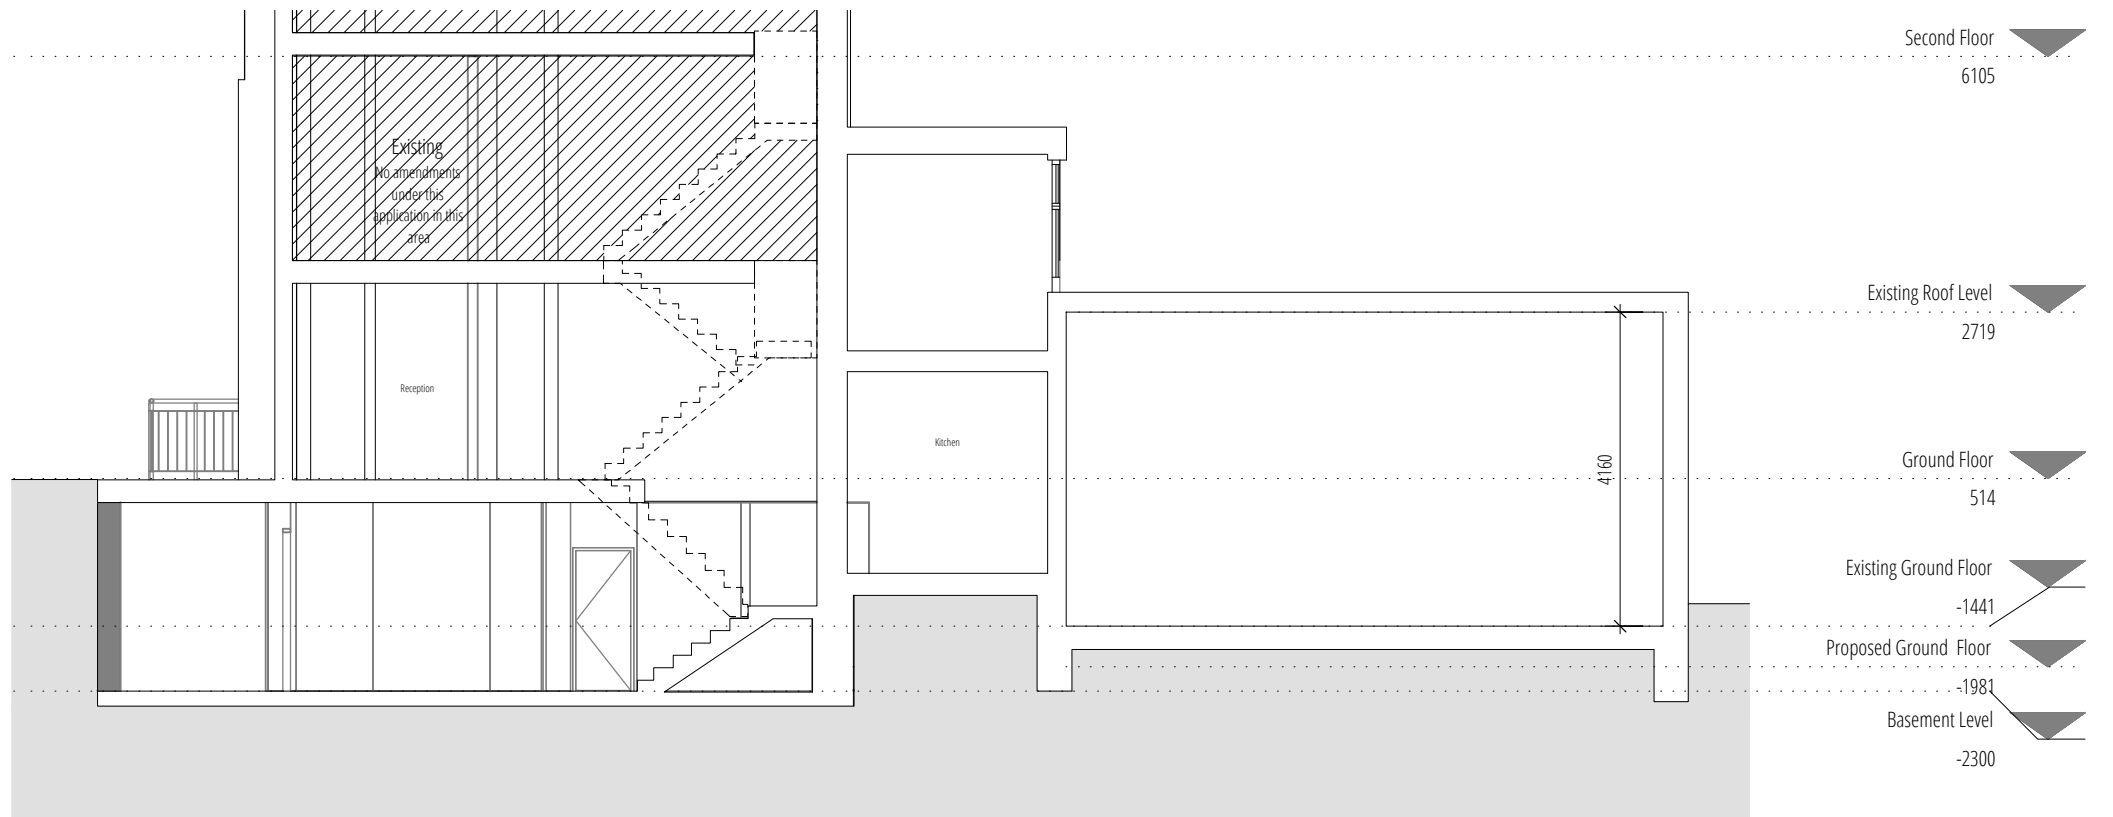 Second Floor
6105
Existing
No amendments
under this
application in this
area
Existing Roof Level
2719
Reception
Kitchen
4160
Ground Floor
514
Existing Ground Floor
-1441
Proposed Ground Floor
-1981
Basement Level
-2300